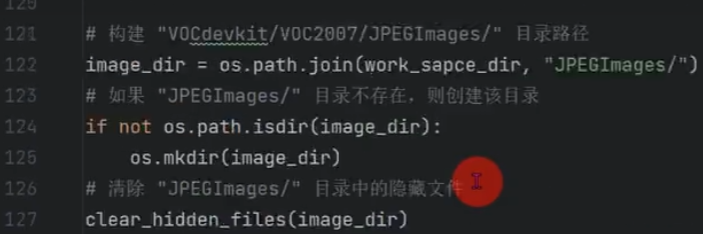 121 # 构建 "VOCdevkit/VOC2007/JPEGImages/" 目录路径
122 image_dir = os.path.join(work_sapce_dir, "JPEGImages/")
123 # 如果 "JPEGImages/" 目录不存在，则创建该目录
124 if not os.path.isdir(image_dir):
125 os.mkdir(image_dir)
126 # 清除 "JPEGImages/" 目录中的隐藏文件
127 clear_hidden_files(image_dir)